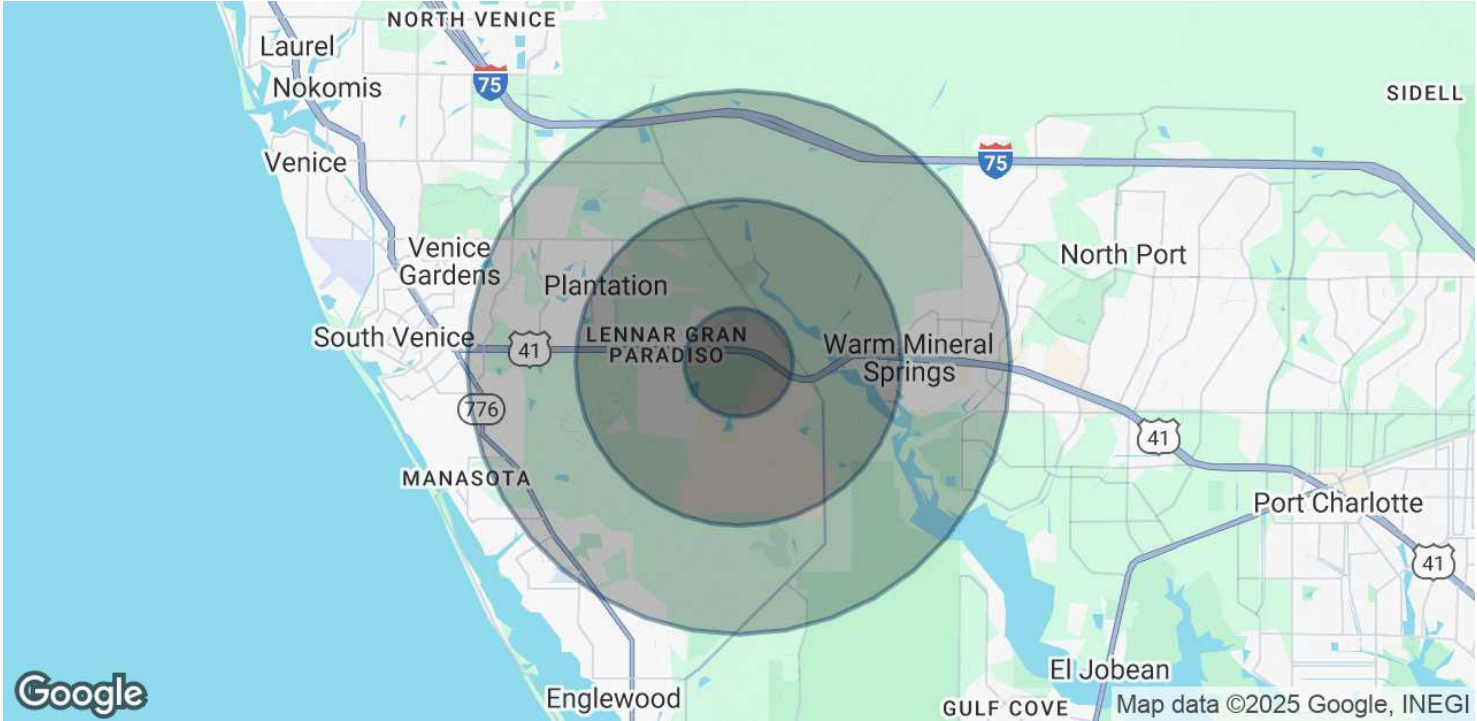 NORTH VENICE
Laurel
Nokomis
75
SIDELL
Venice
75
Venice
Gardens
North Port
Plantation
South Venice
41
LENNAR GRAN
PARADISO
Warm Mineral
Springs
776
41
MANASOTA
Port Charlotte
41
El Jobean
Google
Englewood
GULF COVE
Map data ©2025 Google, INEGI